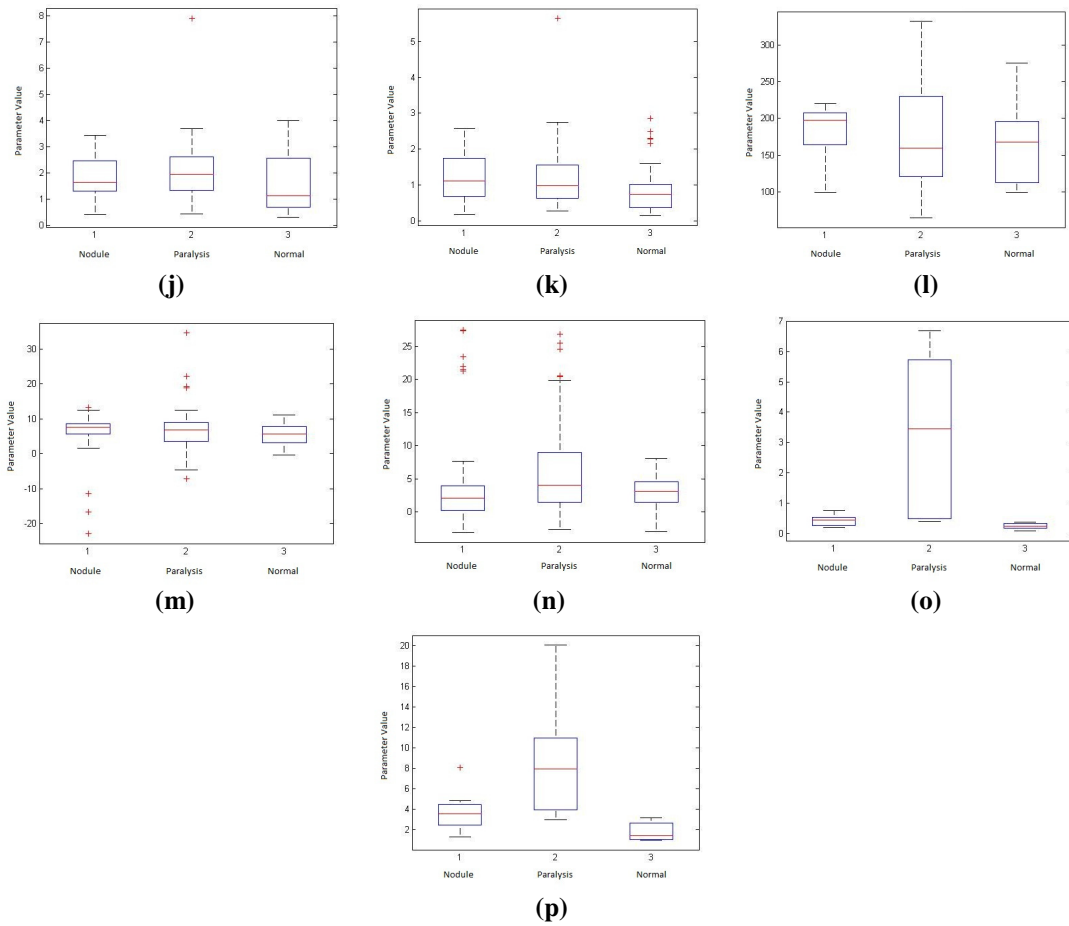 Parameter Value
8
7
6
5
4
3
2
1
0
1 2 3
Nodule Paralysis Normal
(j)
Parameter Value
6
5
4
3
2
1
0
1 2 3
Nodule Paralysis Normal
(k)
Parameter Value
300
250
200
150
100
1 2 3
Nodule Paralysis Normal
(l)
Parameter Value
30
20
10
0
-10
-20
1 2 3
Nodule Paralysis Normal
(m)
Parameter Value
25
20
15
10
5
0
1 2 3
Nodule Paralysis Normal
(n)
Parameter Value
7
6
5
4
3
2
1
0
1 2 3
Nodule Paralysis Normal
(o)
Parameter Value
20
18
16
14
12
10
8
6
4
2
1 2 3
Nodule Paralysis Normal
(p)